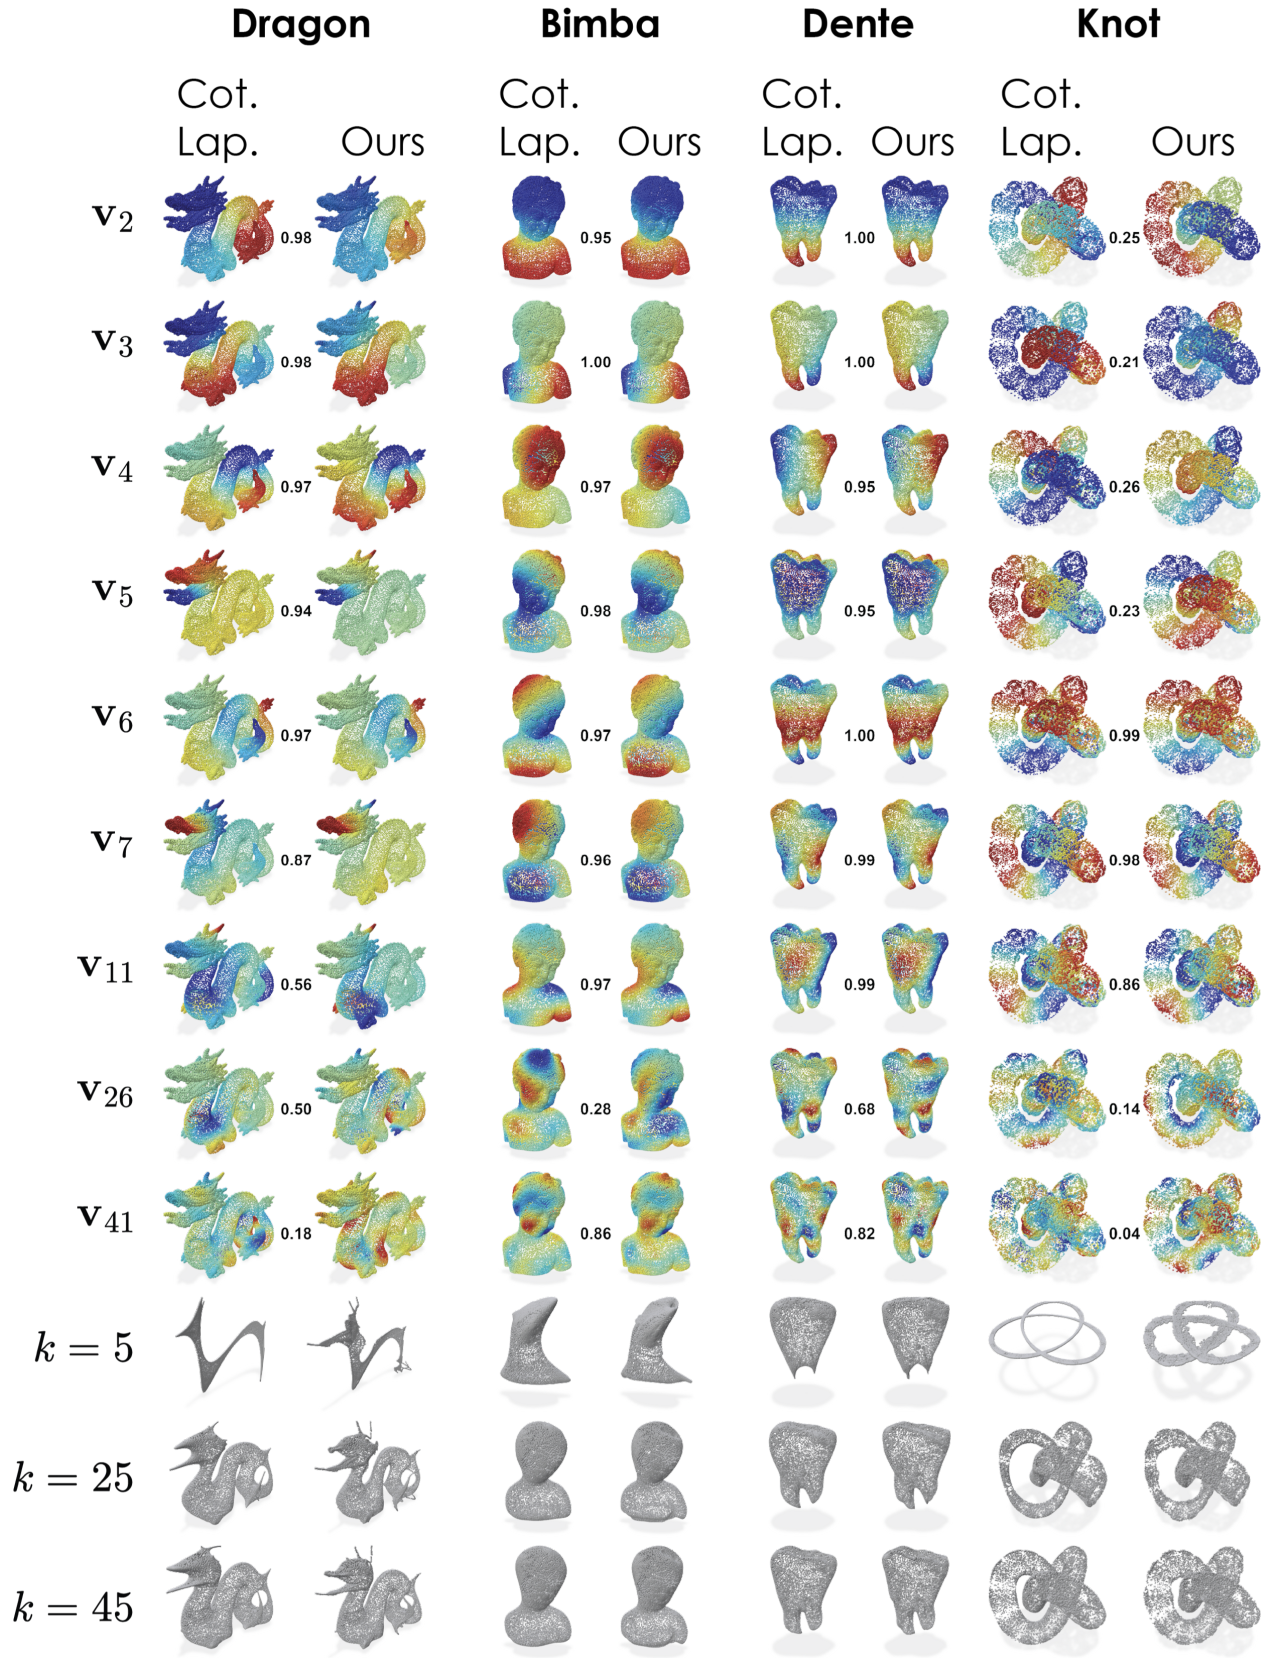 Dragon Bimba Dente Knot
Cot. Cot. Cot. Cot.
Lap. Ours Lap. Ours Lap. Ours Lap. Ours
v2 0.98 0.95 1.00 0.25
v3 0.98 1.00 1.00 0.21
v4 0.97 0.97 0.95 0.26
v5 0.94 0.98 0.95 0.23
v6 0.97 0.97 1.00 0.99
v7 0.87 0.96 0.99 0.98
v11 0.56 0.97 0.99 0.86
v26 0.50 0.28 0.68 0.14
v41 0.18 0.86 0.82 0.04
k = 5
k = 25
k = 45